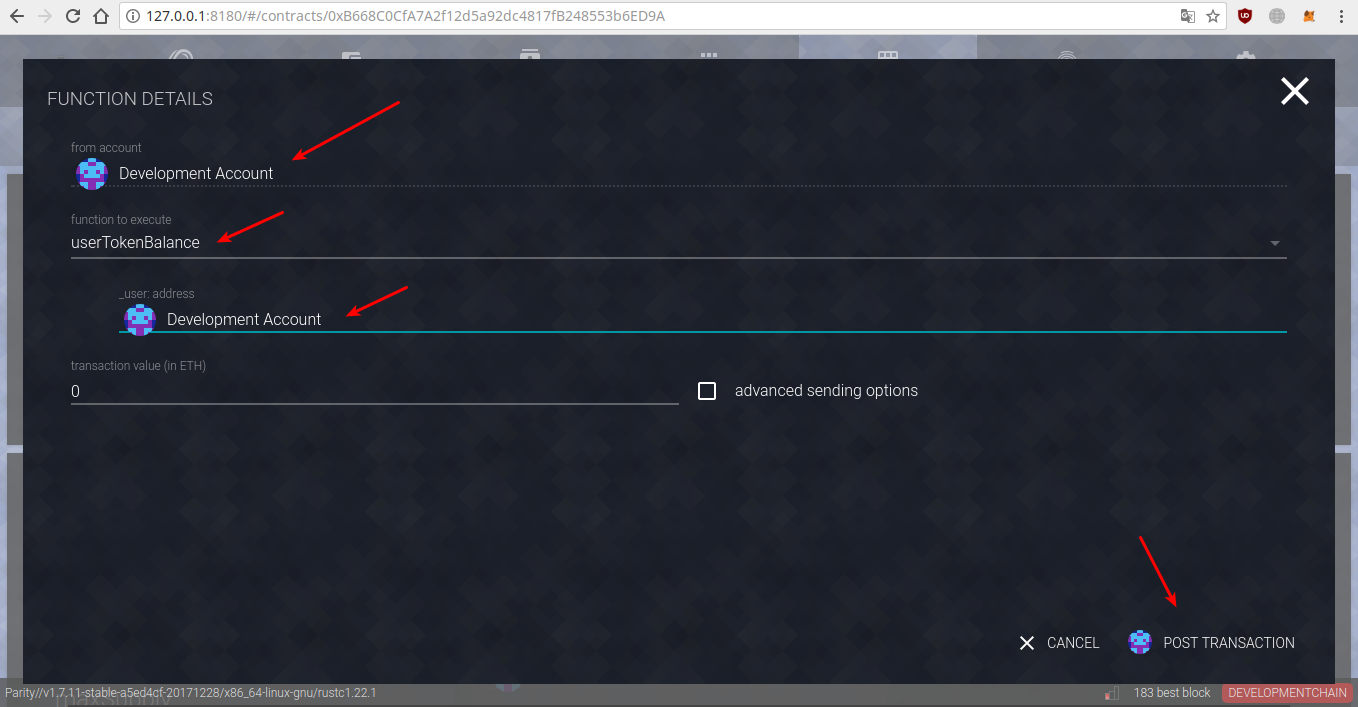 127.0.0.1:8180/#/contracts/0xB668C0CfA7A2f12d5a92dc4817fB248553b6ED9A
FUNCTION DETAILS
from account
Development Account
function to execute
userTokenBalance
_user: address
Development Account
transaction value (in ETH)
0
advanced sending options
CANCEL
POST TRANSACTION
Parity//v1.7.11-stable-a5ed4cf-20171228/x86_64-linux-gnu/rustc1.22.1
183 best block
DEVELOPMENTCHAIN
maxSupply